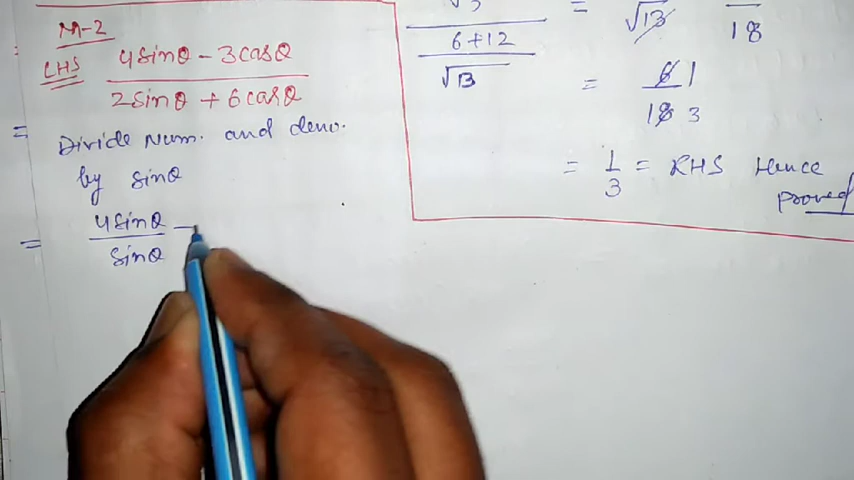 M-2
LHS 4sinθ - 3cosθ
2sinθ + 6cosθ
= Divide Num. and deno.
by sinθ
= 4sinθ -
sinθ
6+12
√13
= √13
18
= 6 1
18 3
= 1/3 = RHS Hence
proved